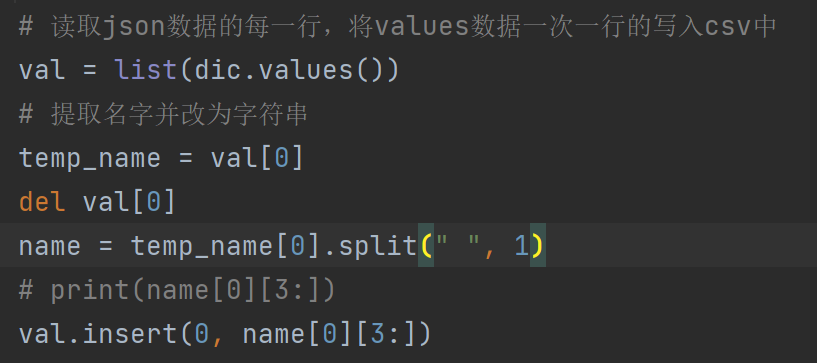 # 读取json数据的每一行，将values数据一次一行的写入csv中
val = list(dic.values())
# 提取名字并改为字符串
temp_name = val[0]
del val[0]
name = temp_name[0].split(" ", 1)
# print(name[0][3:])
val.insert(0, name[0][3:])